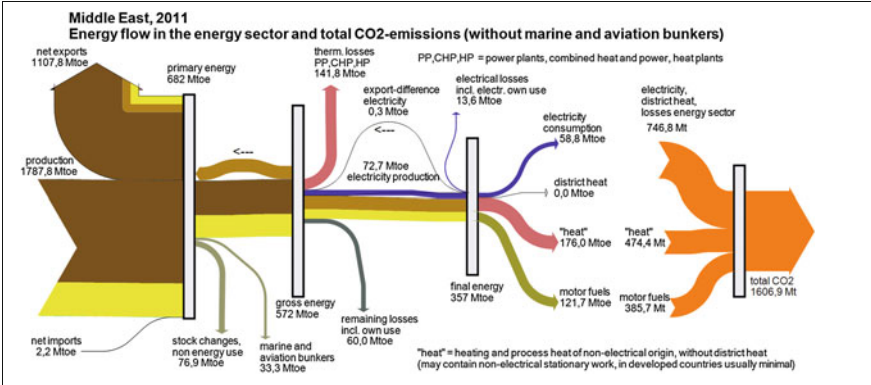 Middle East, 2011
Energy flow in the energy sector and total CO2-emissions (without marine and aviation bunkers)
net exports
1107,8 Mtoe
primary energy
682 Mtoe
therm. losses
PP,CHP,HP
141,8 Mtoe
PP,CHP,HP = power plants, combined heat and power, heat plants
export-difference
electricity
0,3 Mtoe
electrical losses
incl. electr. own use
13,6 Mtoe
electricity,
district heat,
losses energy sector
746,8 Mt
electricity
consumption
58,8 Mtoe
<---
<---
production
1787,8 Mtoe
72,7 Mtoe
electricity production
district heat
0,0 Mtoe
"heat"
176,0 Mtoe
"heat"
474,4 Mt
final energy
357 Mtoe
motor fuels
121,7 Mtoe
motor fuels
385,7 Mt
total CO2
1606,9 Mt
gross energy
572 Mtoe
net imports
2,2 Mtoe
stock changes,
non energy use
76,9 Mtoe
marine and
aviation bunkers
33,3 Mtoe
remaining losses
incl. own use
60,0 Mtoe
"heat" = heating and process heat of non-electrical origin, without district heat
(may contain non-electrical stationary work, in developed countries usually minimal)